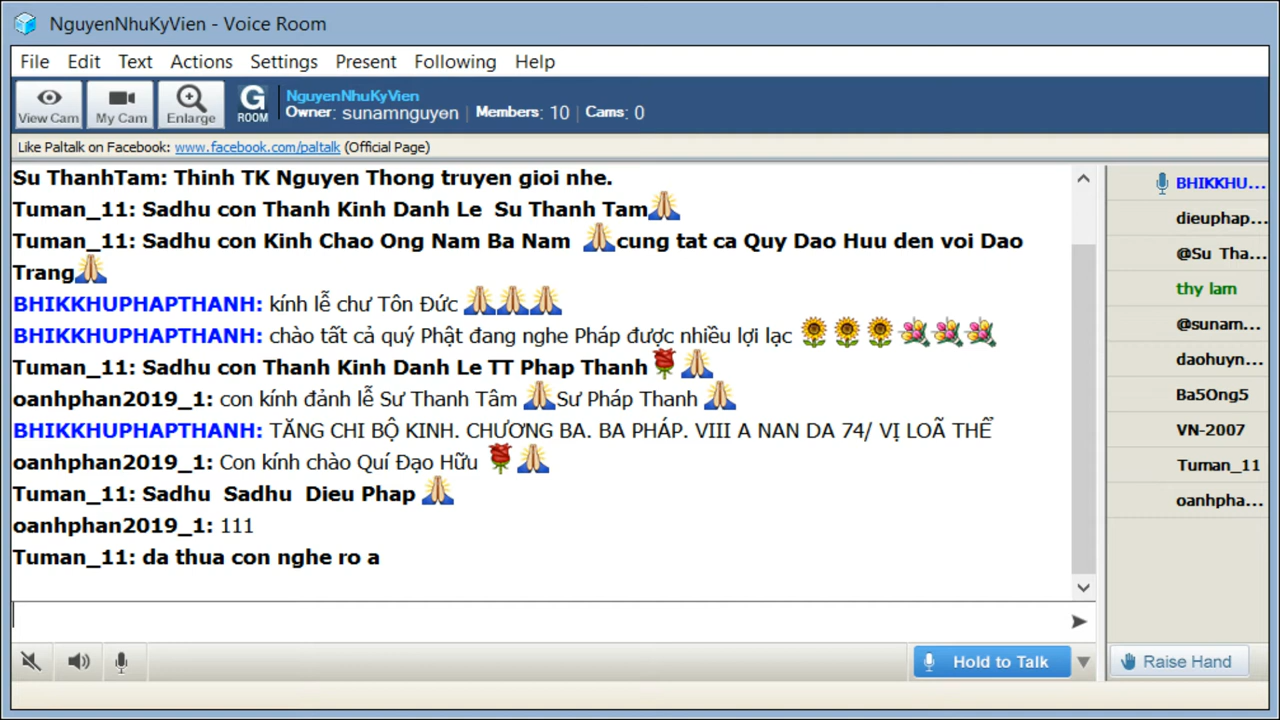 NguyenNhuKyVien - Voice Room
File Edit Text Actions Settings Present Following Help
View Cam My Cam Enlarge G ROOM NguyenNhuKyVien
Owner: sunamnguyen Members: 10 Cams: 0
Like Paltalk on Facebook: www.facebook.com/paltalk (Official Page)
Su ThanhTam: Thinh TK Nguyen Thong truyen gioi nhe.
Tuman_11: Sadhu con Thanh Kinh Danh Le Su Thanh Tam
Tuman_11: Sadhu con Kinh Chao Ong Nam Ba Nam cung tat ca Quy Dao Huu den voi Dao
Trang
BHIKKHUPHAPTHANH: kính lễ chư Tôn Đức
BHIKKHUPHAPTHANH: chào tất cả quý Phật đang nghe Pháp được nhiều lợi lạc
Tuman_11: Sadhu con Thanh Kinh Danh Le TT Phap Thanh
oanhphan2019_1: con kính đảnh lễ Sư Thanh Tâm Sư Pháp Thanh
BHIKKHUPHAPTHANH: TĂNG CHI BỘ KINH. CHƯƠNG BA. BA PHÁP. VIII A NAN DA 74/ VỊ LOÃ THỂ
oanhphan2019_1: Con kính chào Quí Đạo Hữu
Tuman_11: Sadhu Sadhu Dieu Phap
oanhphan2019_1: 111
Tuman_11: da thua con nghe ro a
Hold to Talk
BHIKKHU...
dieuphap...
@Su Tha...
thy lam
@sunam...
daohuyn...
Ba5Ong5
VN-2007
Tuman_11
oanhpha...
Raise Hand